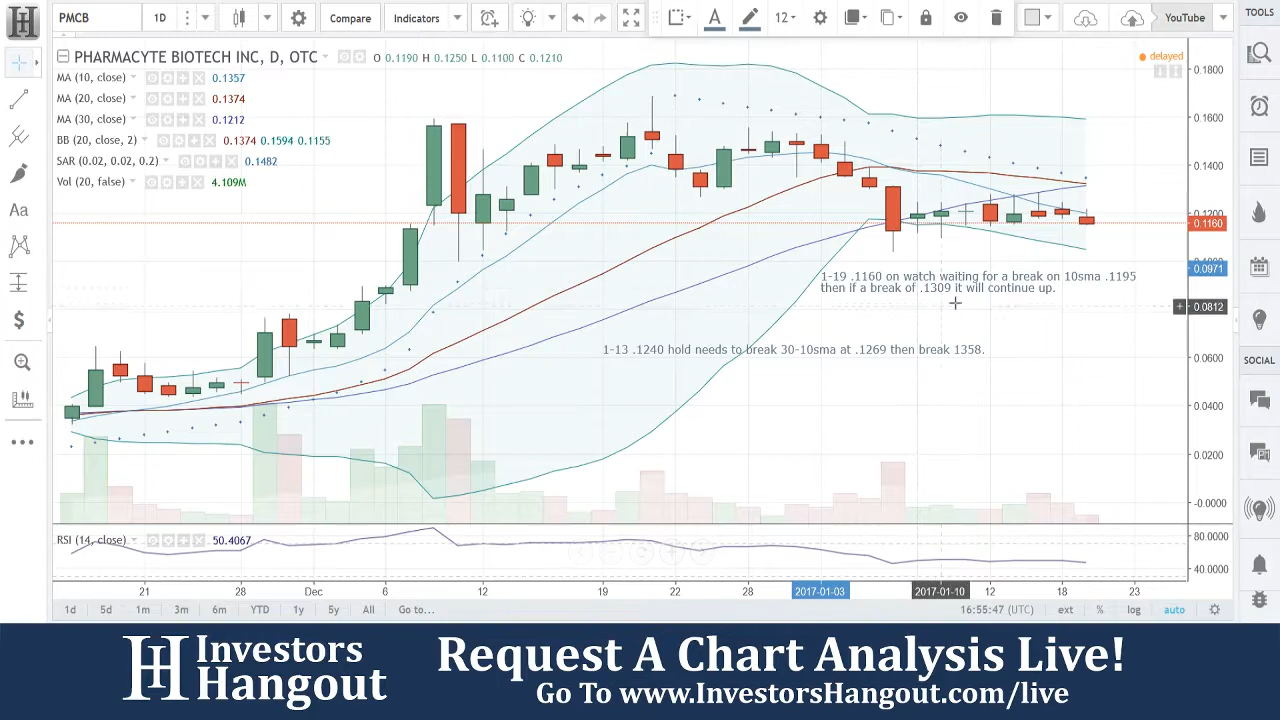 PMCB
1D
Compare
Indicators
12
YouTube
TOOLS
PHARMACYTE BIOTECH INC, D, OTC O 0.1190 H 0.1250 L 0.1100 C 0.1210
delayed
MA (10, close) 0.1357
MA (20, close) 0.1374
MA (30, close) 0.1212
BB (20, close, 2) 0.1374 0.1594 0.1155
SAR (0.02, 0.02, 0.2) 0.1482
Vol (20, false) 4.109M
0.1800
0.1600
0.1400
0.1200
0.1160
0.0971
0.0812
0.0600
0.0400
0.0200
-0.0000
1-19 .1160 on watch waiting for a break on 10sma .1195
then if a break of .1309 it will continue up.
1-13 .1240 hold needs to break 30-10sma at .1269 then break 1358.
SOCIAL
Aa
RSI (14, close) 50.4067
80.0000
40.0000
21 28 Dec 6 12 19 22 28 2017-01-03 2017-01-10 12 18 23
1d 5d 1m 3m 6m YTD 1y 5y All Go to... 16:55:47 (UTC) ext % log auto
Investors
Hangout
Request A Chart Analysis Live!
Go To www.InvestorsHangout.com/live